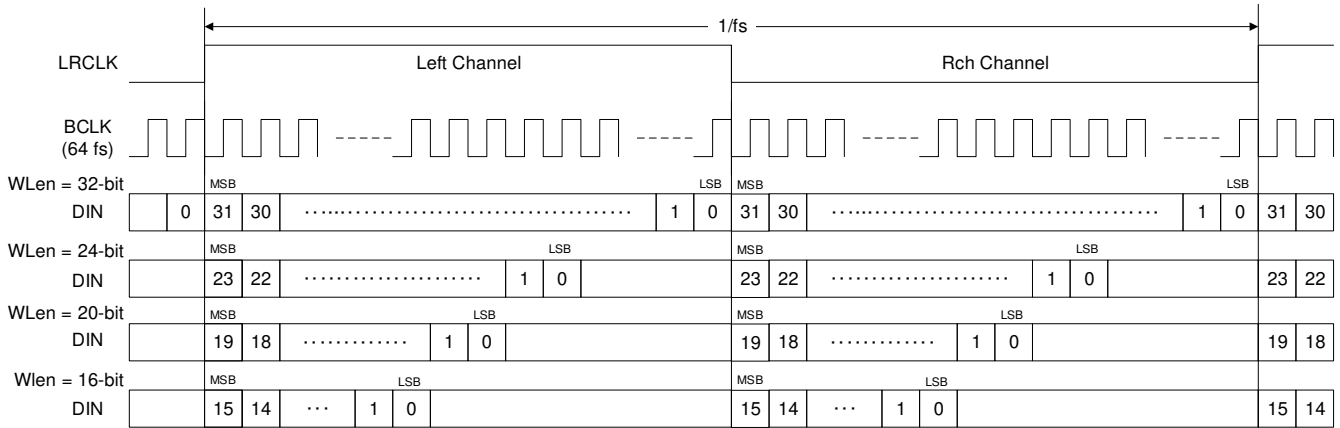 1/fs
LRCLK Left Channel Rch Channel
BCLK
(64 fs)
WLen = 32-bit MSB LSB MSB LSB
DIN 0 31 30 ...................................... 1 0 31 30 ...................................... 1 0 31 30
WLen = 24-bit MSB LSB MSB LSB
DIN 23 22 ..................... 1 0 23 22 ..................... 1 0 23 22
WLen = 20-bit MSB LSB MSB LSB
DIN 19 18 ............. 1 0 19 18 ............. 1 0 19 18
Wlen = 16-bit MSB LSB MSB LSB
DIN 15 14 ... 1 0 15 14 ... 1 0 15 14